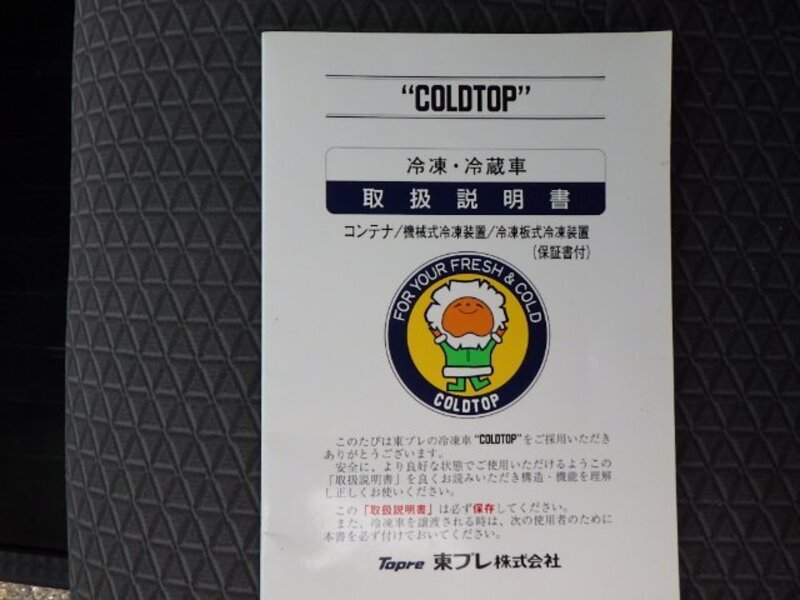 “COLDTOP”
冷凍・冷蔵車
取扱説明書
コンテナ/機械式冷凍装置/冷凍板式冷凍装置
(保証書付)
FOR YOUR FRESH & COLD
COLDTOP
このたびは東プレの冷凍車“COLDTOP”をご採用いただき
ありがとうございます。
安全に、より良好な状態でご使用いただけるようこの
「取扱説明書」を良くお読みいただき構造・機能を理解
し正しくお使いください。
この「取扱説明書」は必ず保存してください。
また、冷凍車を譲渡される時は、次の使用者のために
本書を必ず付けておいてください。
Topre 東プレ株式会社